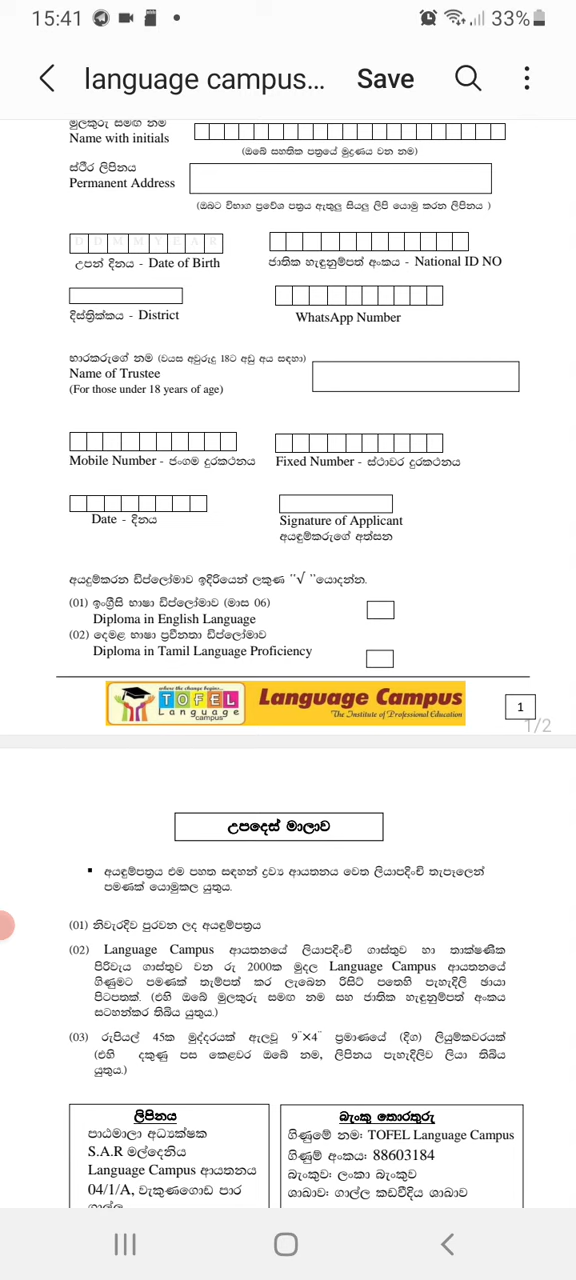 15:41
33%
language campus... Save
මුලකුරු සමඟ නම
Name with initials
(ඔබේ සහතික පත්‍රයේ මුද්‍රණය වන නම)
ස්ථිර ලිපිනය
Permanent Address
(ඔබට විභාග ප්‍රවේශ පත්‍රය ඇතුලු සියලු ලිපි යොමු කරන ලිපිනය )
D D M M Y E A R
උපන් දිනය - Date of Birth
ජාතික හැඳුනුම්පත් අංකය - National ID NO
දිස්ත්‍රික්කය - District
WhatsApp Number
භාරකරුගේ නම (වයස අවුරුදු 18ට අඩු අය සඳහා)
Name of Trustee
(For those under 18 years of age)
Mobile Number - ජංගම දුරකථනය
Fixed Number - ස්ථාවර දුරකථනය
Date - දිනය
Signature of Applicant
අයඳුම්කරුගේ අත්සන
අයදුම්කරන ඩිප්ලෝමාව ඉදිරියෙන් ලකුණ "√ "යොදන්න.
(01) ඉංග්‍රීසි භාෂා ඩිප්ලෝමාව (මාස 06)
Diploma in English Language
(02) දෙමළ භාෂා ප්‍රවීනතා ඩිප්ලෝමාව
Diploma in Tamil Language Proficiency
where the change begins...
TOFEL
Language
campus
Language Campus
The Institute of Professional Education
1
1/2
උපදෙස් මාලාව
▪ අයඳුම්පත්‍රය එම පහත සඳහන් ද්‍රව්‍ය ආයතනය වෙත ලියාපදිංචි තැපෑලෙන්
පමණක් යොමුකල යුතුය.
(01) නිවැරදිව පුරවන ලද අයඳුම්පත්‍රය
(02) Language Campus ආයතනයේ ලියාපදිංචි ගාස්තුව හා තාක්ෂණික
පිරිවැය ගාස්තුව වන රු 2000ක මුදල Language Campus ආයතනයේ
ගිණුමට පමණක් තැම්පත් කර ලැබෙන රිසිට් පතෙහි පැහැදිලි ඡායා
පිටපතක්. (එහි ඔබේ මුලකුරු සමඟ නම සහ ජාතික හැඳුනුම්පත් අංකය
සටහන්කර තිබිය යුතුය.)
(03) රුපියල් 45ක මුද්දරයක් ඇලවූ 9"×4" ප්‍රමාණයේ (දිග) ලියුම්කවරයක්
(එහි දකුණු පස කෙළවර ඔබේ නම, ලිපිනය පැහැදිලිව ලියා තිබිය
යුතුය.)
ලිපිනය
පාඨමාලා අධ්‍යක්ෂක
S.A.R මල්දෙනිය
Language Campus ආයතනය
04/1/A, වැකුණගොඩ පාර
ගාල්ල
බැංකු තොරතුරු
ගිණුමේ නම: TOFEL Language Campus
ගිණුම් අංකය: 88603184
බැංකුව: ලංකා බැංකුව
ශාඛාව: ගාල්ල කඩවීදිය ශාඛාව